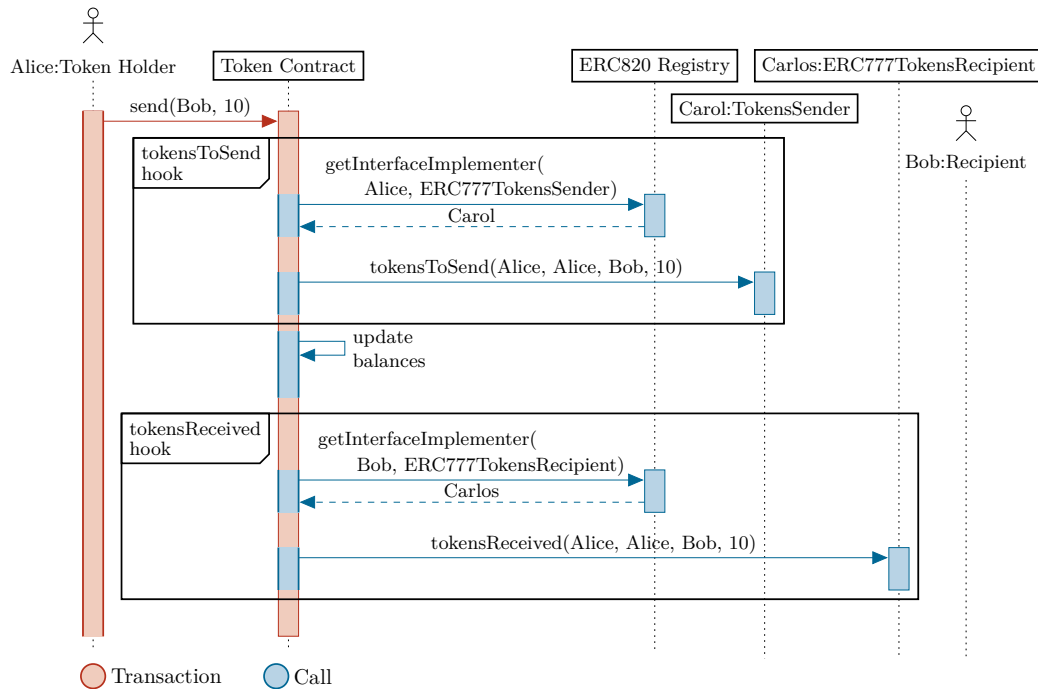 Alice:Token Holder
Token Contract
ERC820 Registry
Carlos:ERC777TokensRecipient
Carol:TokensSender
Bob:Recipient
send(Bob, 10)
tokensToSend
hook
getInterfaceImplementer(
Alice, ERC777TokensSender)
Carol
tokensToSend(Alice, Alice, Bob, 10)
update
balances
tokensReceived
hook
getInterfaceImplementer(
Bob, ERC777TokensRecipient)
Carlos
tokensReceived(Alice, Alice, Bob, 10)
Transaction
Call